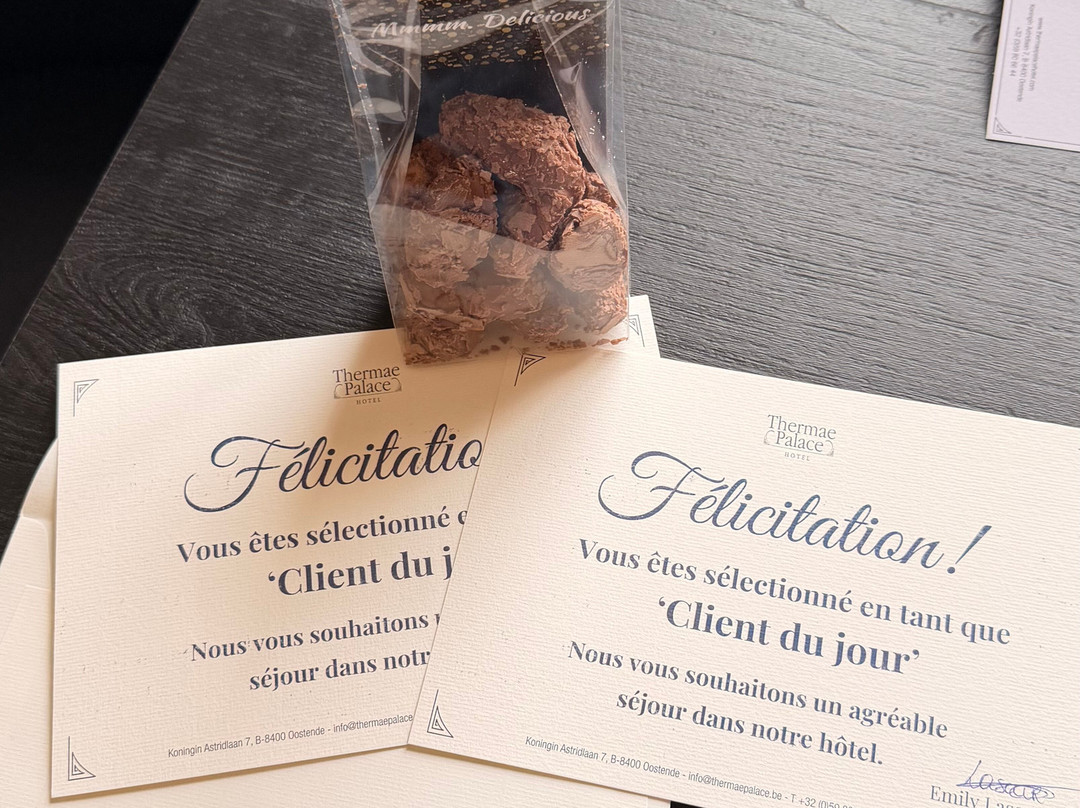 Mmmm. Delicious
Thermae
Palace
HOTEL
Félicitatio
Vous êtes sélectionné e
‘Client du j
Nous vous souhaitons
séjour dans notr
Koningin Astridlaan 7, B-8400 Oostende - info@thermaepalace
Thermae
Palace
HOTEL
Félicitation!
Vous êtes sélectionné en tant que
‘Client du jour’
Nous vous souhaitons un agréable
séjour dans notre hôtel.
Koningin Astridlaan 7, B-8400 Oostende - info@thermaepalace.be - T +32 (0)50
Emily